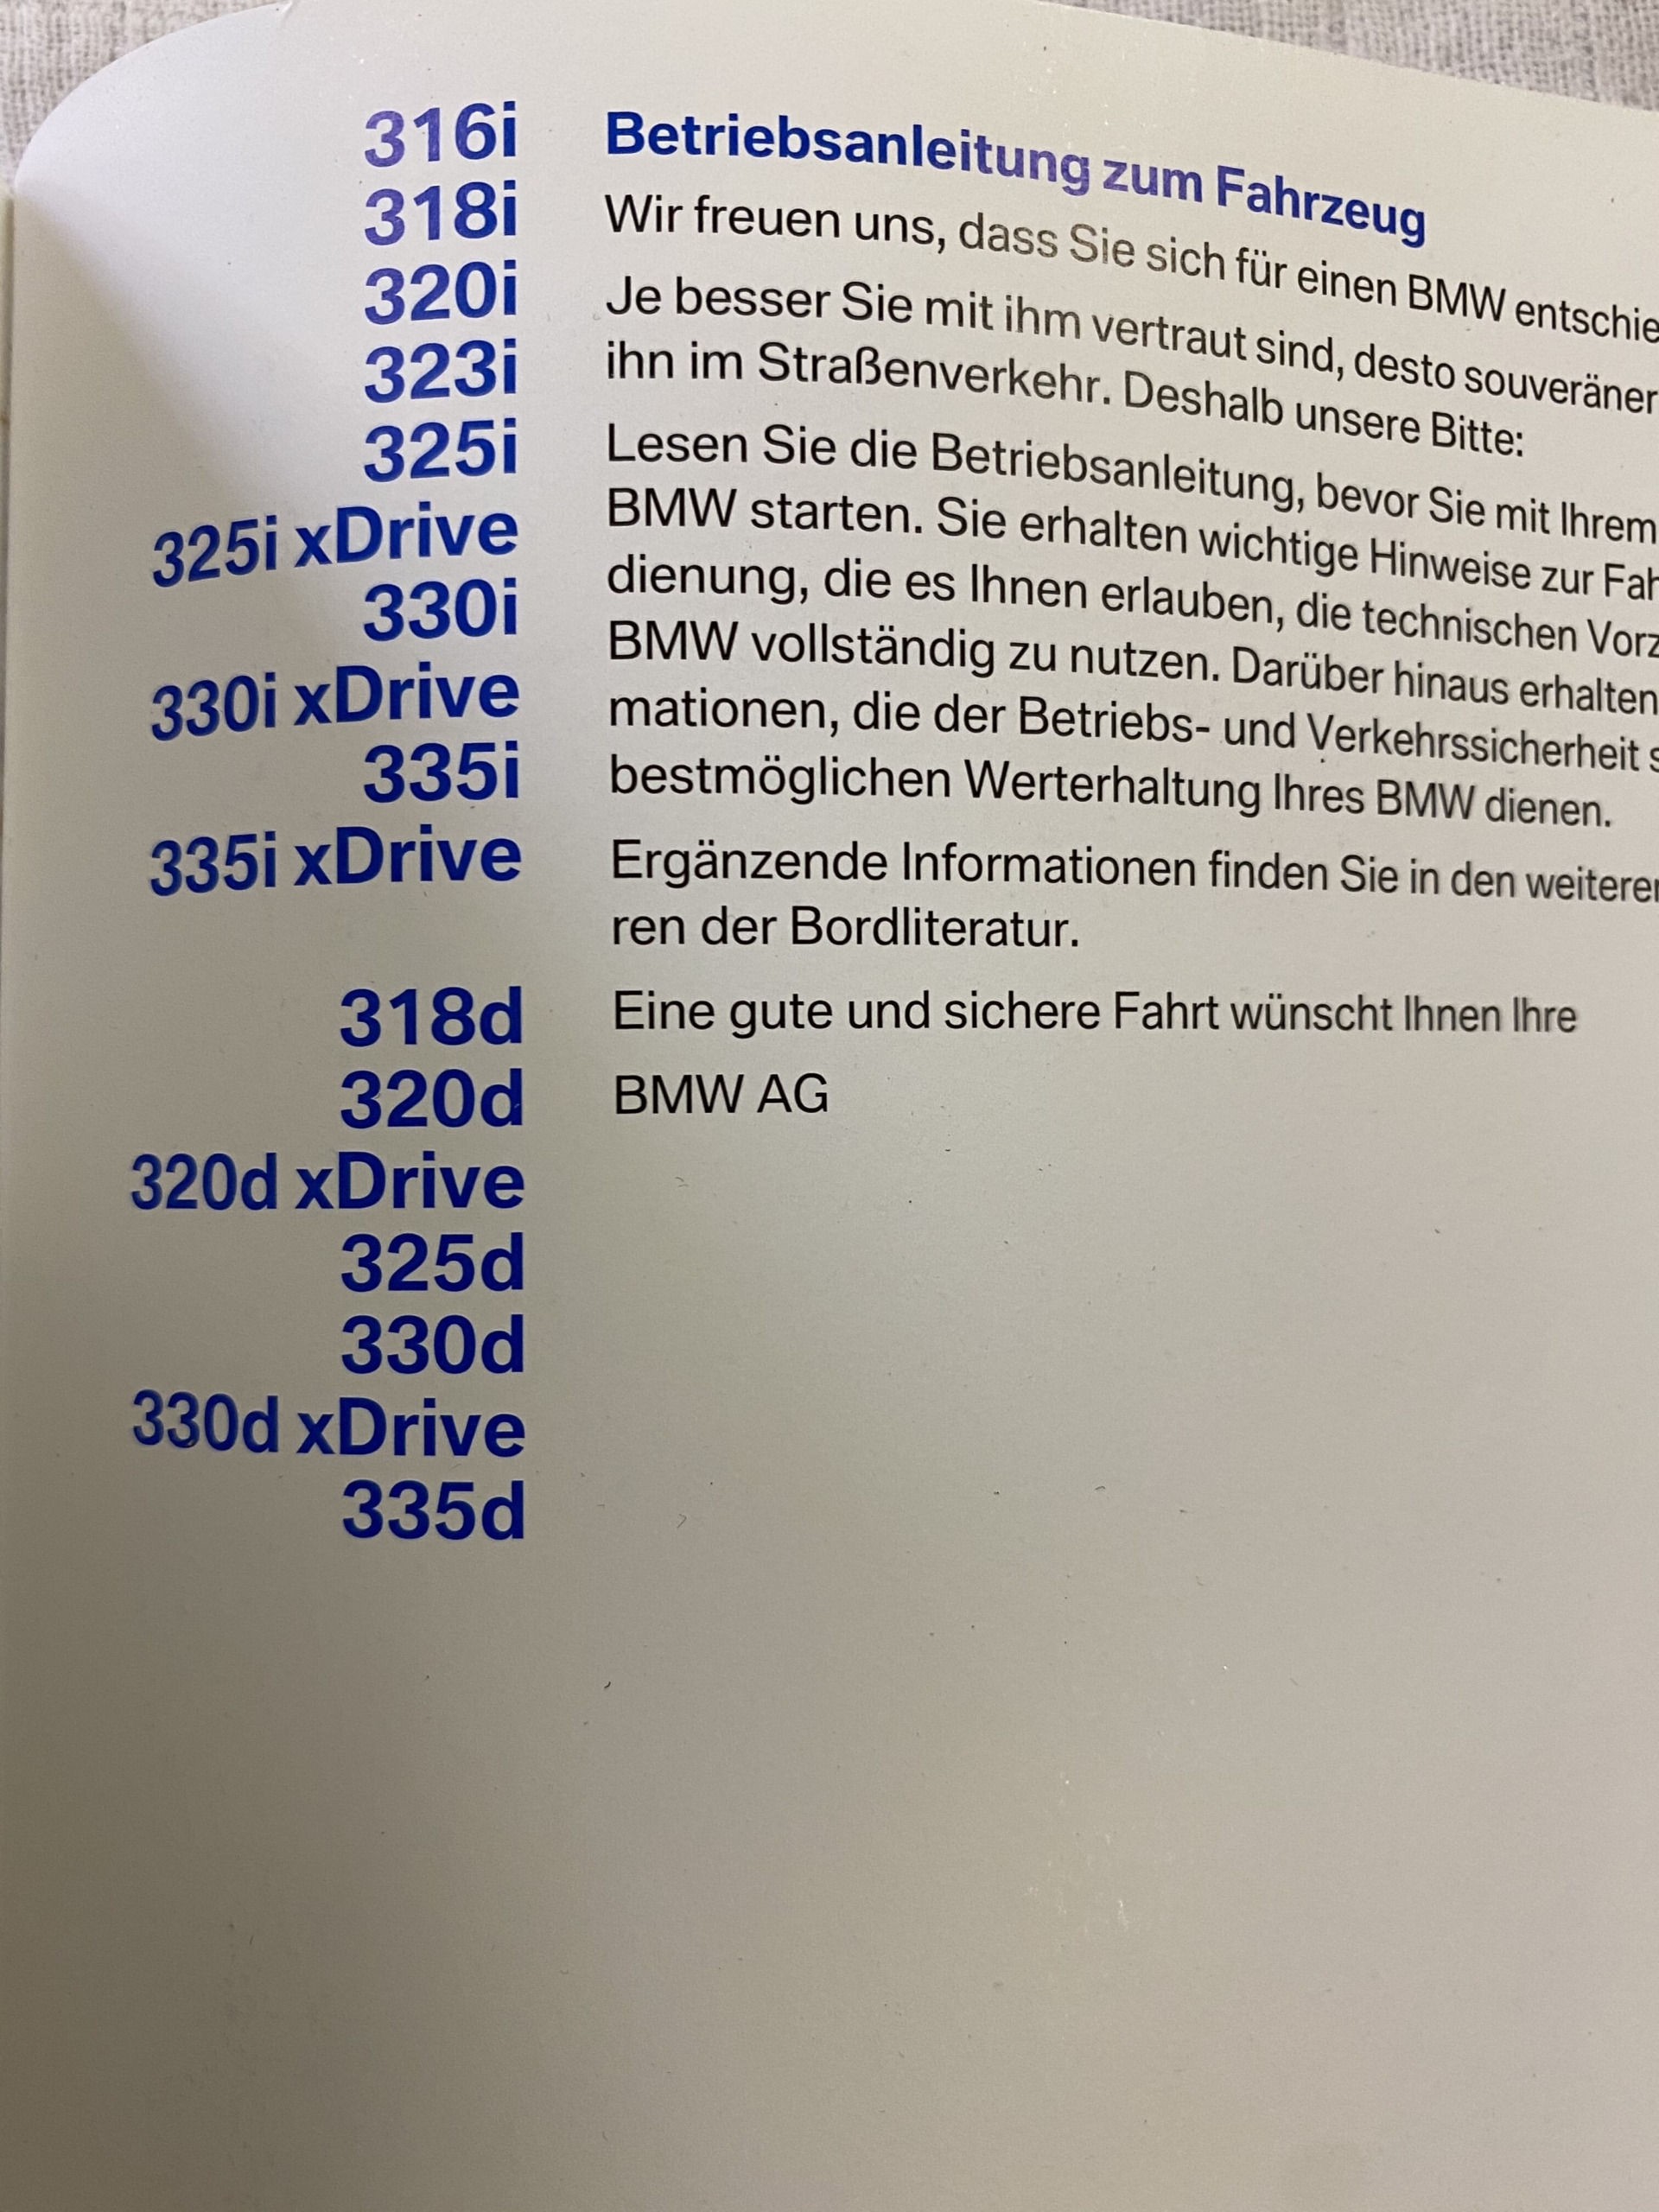 316i
318i
320i
323i
325i
325i xDrive
330i
330i xDrive
335i
335i xDrive
318d
320d
320d xDrive
325d
330d
330d xDrive
335d
Betriebsanleitung zum Fahrzeug
Wir freuen uns, dass Sie sich für einen BMW entschie
Je besser Sie mit ihm vertraut sind, desto souveräner
ihn im Straßenverkehr. Deshalb unsere Bitte:
Lesen Sie die Betriebsanleitung, bevor Sie mit Ihrem
BMW starten. Sie erhalten wichtige Hinweise zur Fah
dienung, die es Ihnen erlauben, die technischen Vorz
BMW vollständig zu nutzen. Darüber hinaus erhalten
mationen, die der Betriebs- und Verkehrssicherheit s
bestmöglichen Werterhaltung Ihres BMW dienen.
Ergänzende Informationen finden Sie in den weiteren
ren der Bordliteratur.
Eine gute und sichere Fahrt wünscht Ihnen Ihre
BMW AG